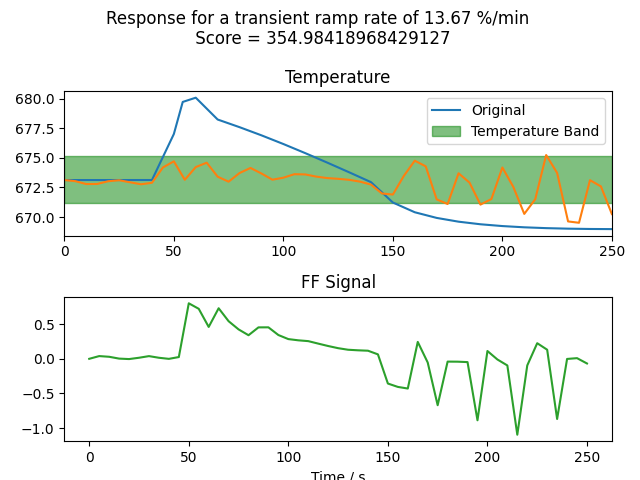 Response for a transient ramp rate of 13.67 %/min
Score = 354.98418968429127
Temperature
680.0
677.5
675.0
672.5
670.0
Original
Temperature Band
0 50 100 150 200 250
FF Signal
0.5
0.0
−0.5
−1.0
0 50 100 150 200 250
Time / s